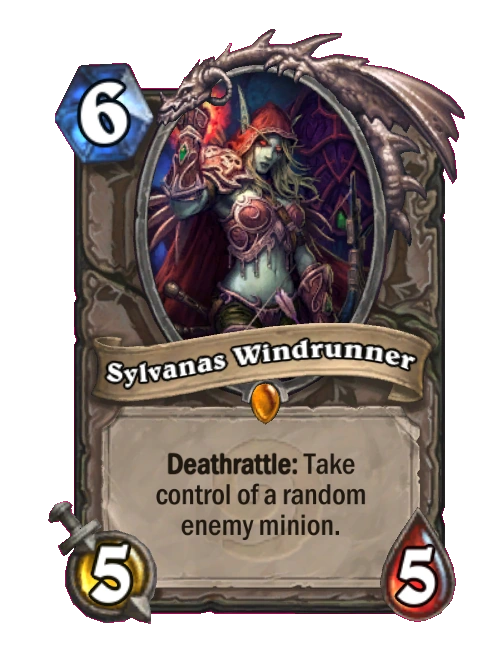 6
Sylvanas Windrunner
Deathrattle: Take
control of a random
enemy minion.
5
5